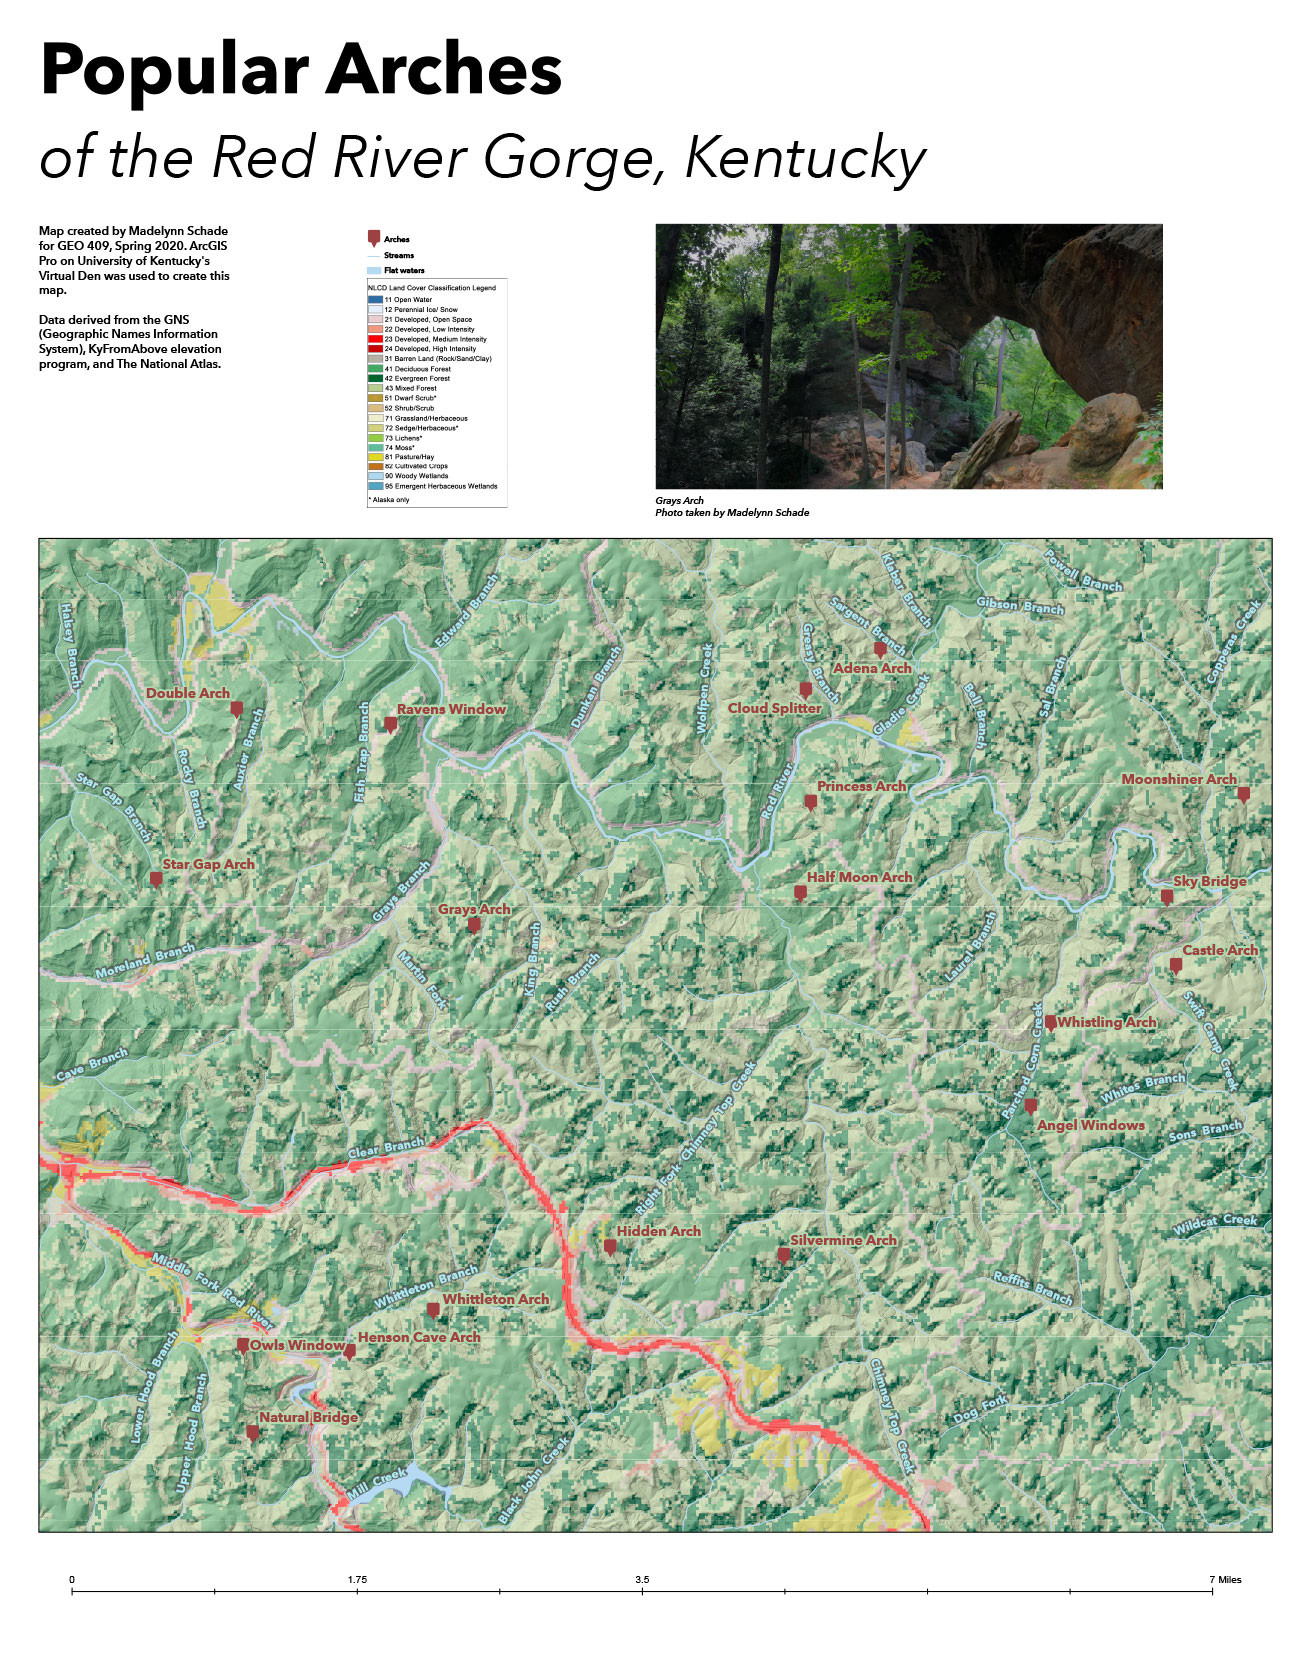 Popular Arches
of the Red River Gorge, Kentucky
Map created by Madelynn Schade
for GEO 409, Spring 2020. ArcGIS
Pro on University of Kentucky's
Virtual Den was used to create this
map.
Data derived from the GNS
(Geographic Names Information
System), KyFromAbove elevation
program, and The National Atlas.
Arches
Streams
Flat waters
NLCD Land Cover Classification Legend
11 Open Water
12 Perennial Ice/ Snow
21 Developed, Open Space
22 Developed, Low Intensity
23 Developed, Medium Intensity
24 Developed, High Intensity
31 Barren Land (Rock/Sand/Clay)
41 Deciduous Forest
42 Evergreen Forest
43 Mixed Forest
51 Dwarf Scrub*
52 Shrub/Scrub
71 Grassland/Herbaceous
72 Sedge/Herbaceous*
73 Lichens*
74 Moss*
81 Pasture/Hay
82 Cultivated Crops
90 Woody Wetlands
95 Emergent Herbaceous Wetlands
* Alaska only
Grays Arch
Photo taken by Madelynn Schade
Halsey Branch
Edward Branch
Klaber Branch
Powell Branch
Sargent Branch
Gibson Branch
Copperas Creek
Greasy Branch
Wolfpen Creek
Dunkan Branch
Adena Arch
Sal Branch
Double Arch
Ravens Window
Cloud Splitter
Gladie Creek
Bell Branch
Auxier Branch
Fish Trap Branch
Rocky Branch
Star Gap Branch
Red River
Princess Arch
Moonshiner Arch
Star Gap Arch
Grays Branch
Half Moon Arch
Sky Bridge
Grays Arch
King Branch
Laurel Branch
Castle Arch
Moreland Branch
Martin Fork
Rush Branch
Swift Camp Creek
Whistling Arch
Parched Corn Creek
Cave Branch
Right Fork Chimney Top Creek
Whites Branch
Angel Windows
Sons Branch
Clear Branch
Hidden Arch
Silvermine Arch
Wildcat Creek
Middle Fork Red River
Whittleton Branch
Reffits Branch
Whittleton Arch
Owls Window
Henson Cave Arch
Lower Hood Branch
Upper Hood Branch
Natural Bridge
Chimney Top Creek
Dog Fork
Mill Creek
Black John Creek
0
1.75
3.5
7 Miles